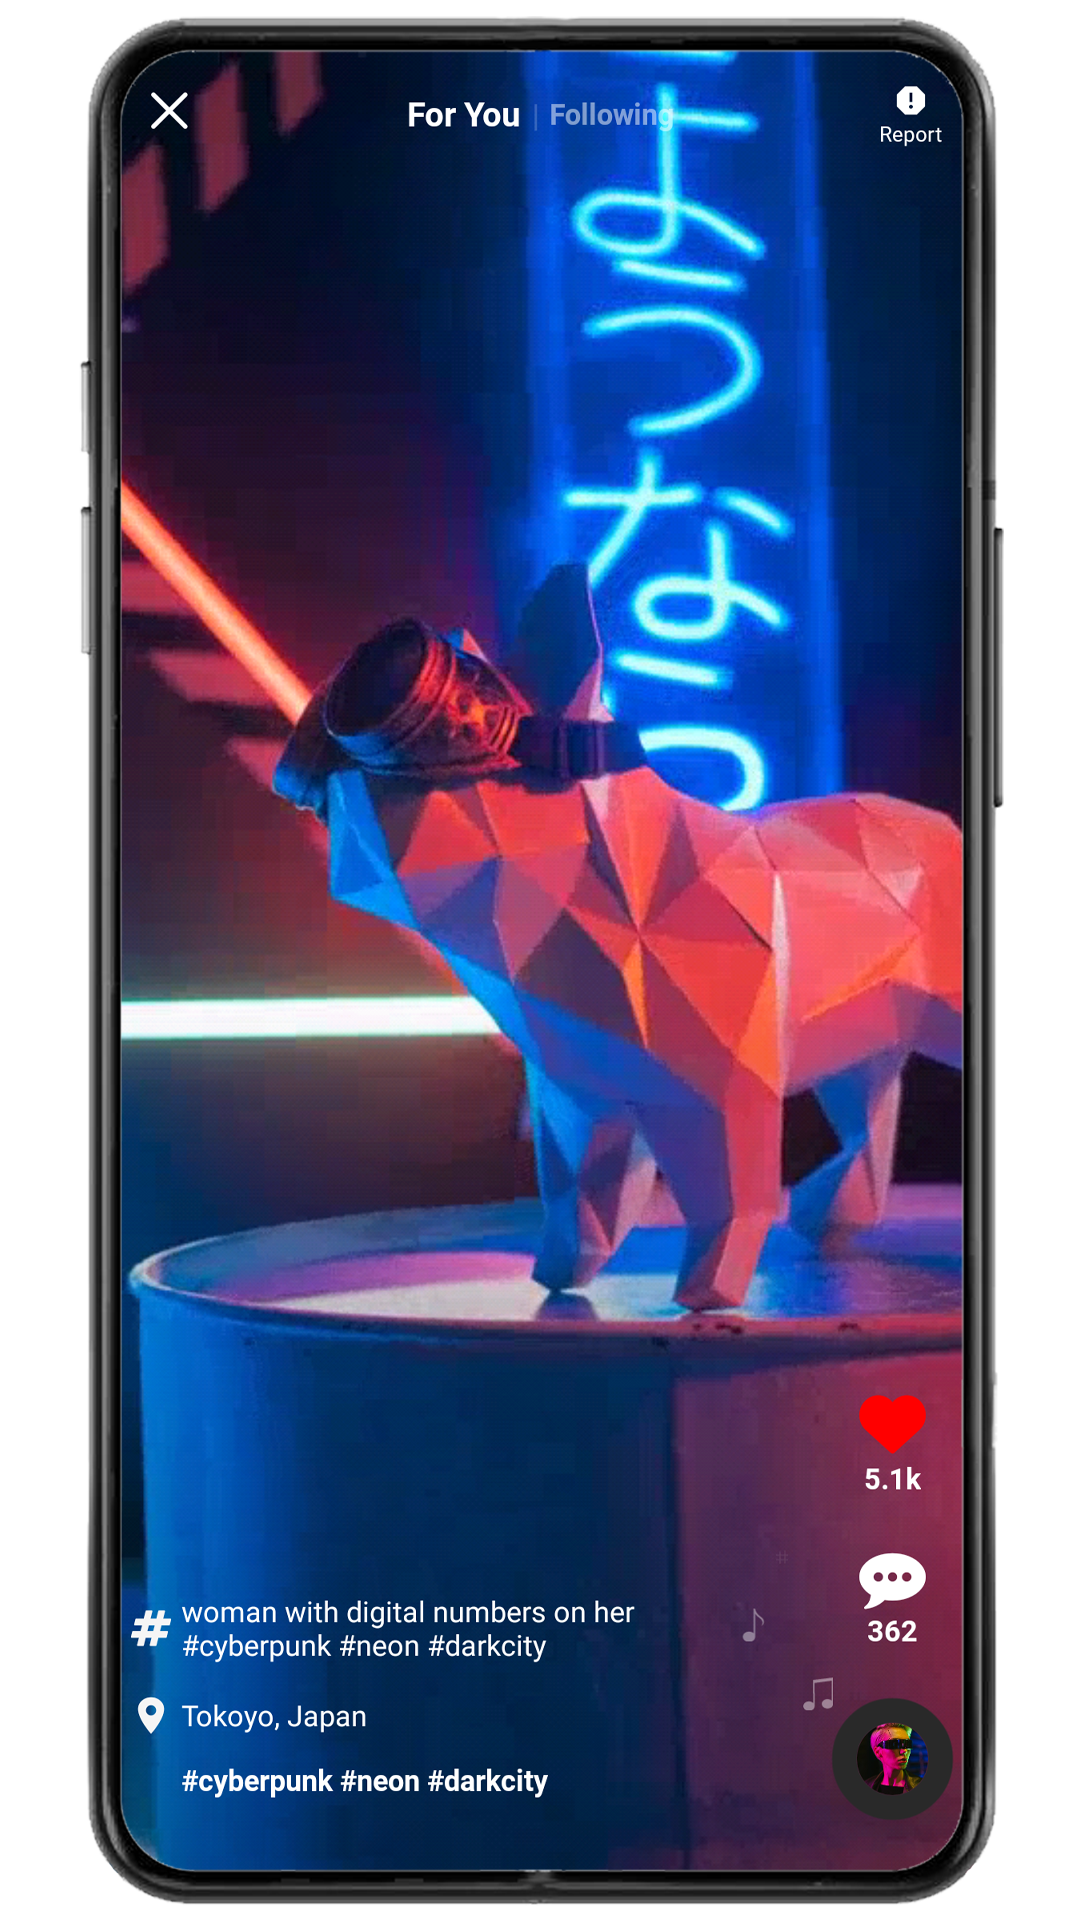 For You | Following
Report
ような
5.1k
362
# woman with digital numbers on her
#cyberpunk #neon #darkcity
Tokoyo, Japan
#cyberpunk #neon #darkcity